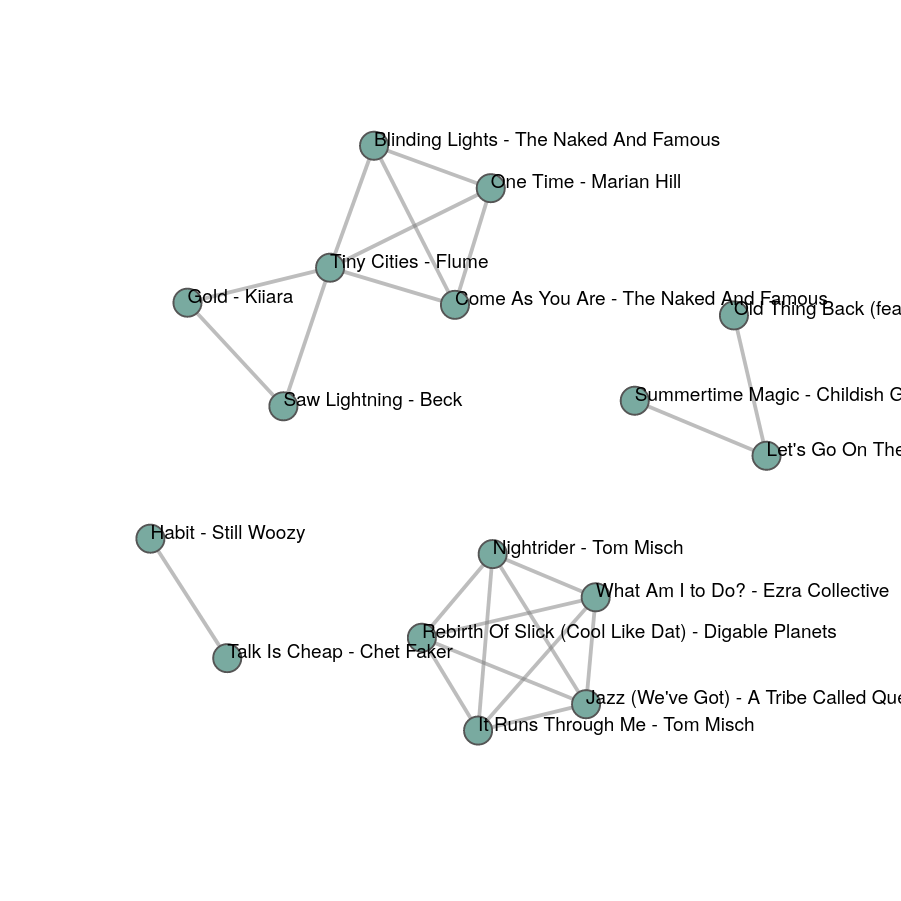 Blinding Lights - The Naked And Famous
One Time - Marian Hill
Tiny Cities - Flume
Gold - Kiiara
Come As You Are - The Naked And Famous
Old Thing Back (fea
Summertime Magic - Childish G
Saw Lightning - Beck
Let's Go On The
Habit - Still Woozy
Nightrider - Tom Misch
What Am I to Do? - Ezra Collective
Rebirth Of Slick (Cool Like Dat) - Digable Planets
Talk Is Cheap - Chet Faker
Jazz (We've Got) - A Tribe Called Que
It Runs Through Me - Tom Misch